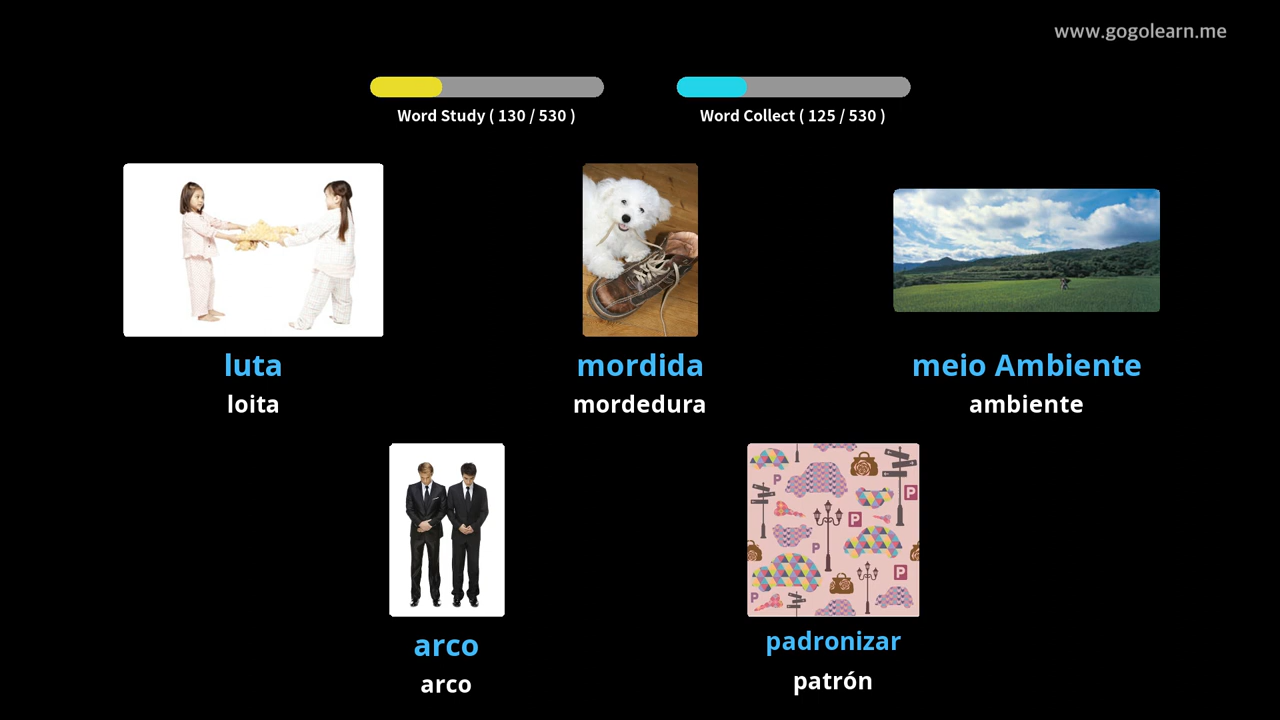 www.gogolearn.me
Word Study ( 130 / 530 )
Word Collect ( 125 / 530 )
luta
loita
mordida
mordedura
meio Ambiente
ambiente
arco
arco
P
P
P
P
P
P
padronizar
patrón